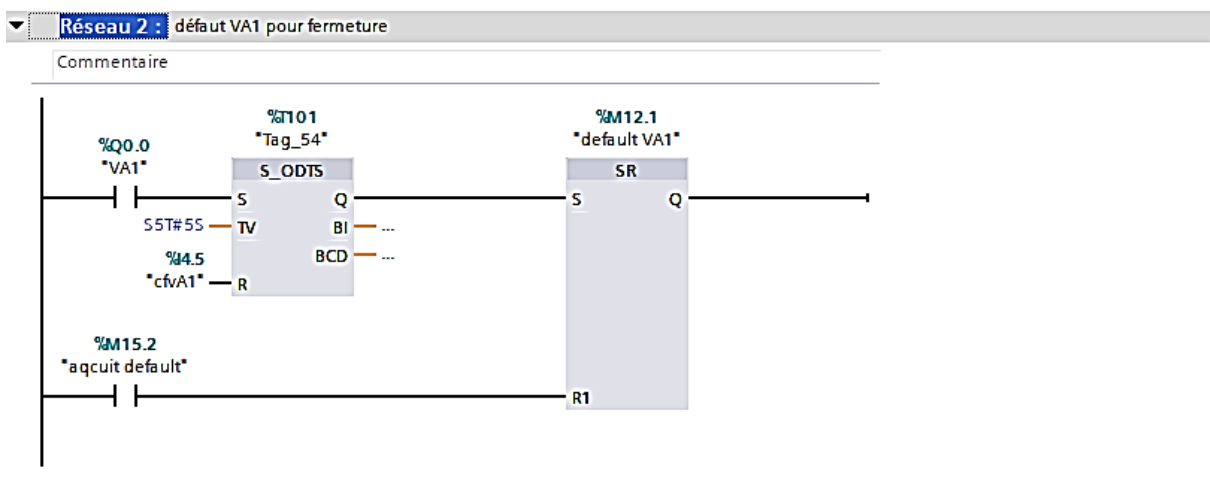 Réseau 2 : défaut VA1 pour fermeture
Commentaire
%T101
"Tag_54"
%M12.1
"default VA1"
%Q0.0
"VA1"
S_ODTS
SR
S Q
S Q
S5T#5S TV BI ...
%I4.5
"cfvA1"
BCD ...
R
%M15.2
"aqcuit default"
R1